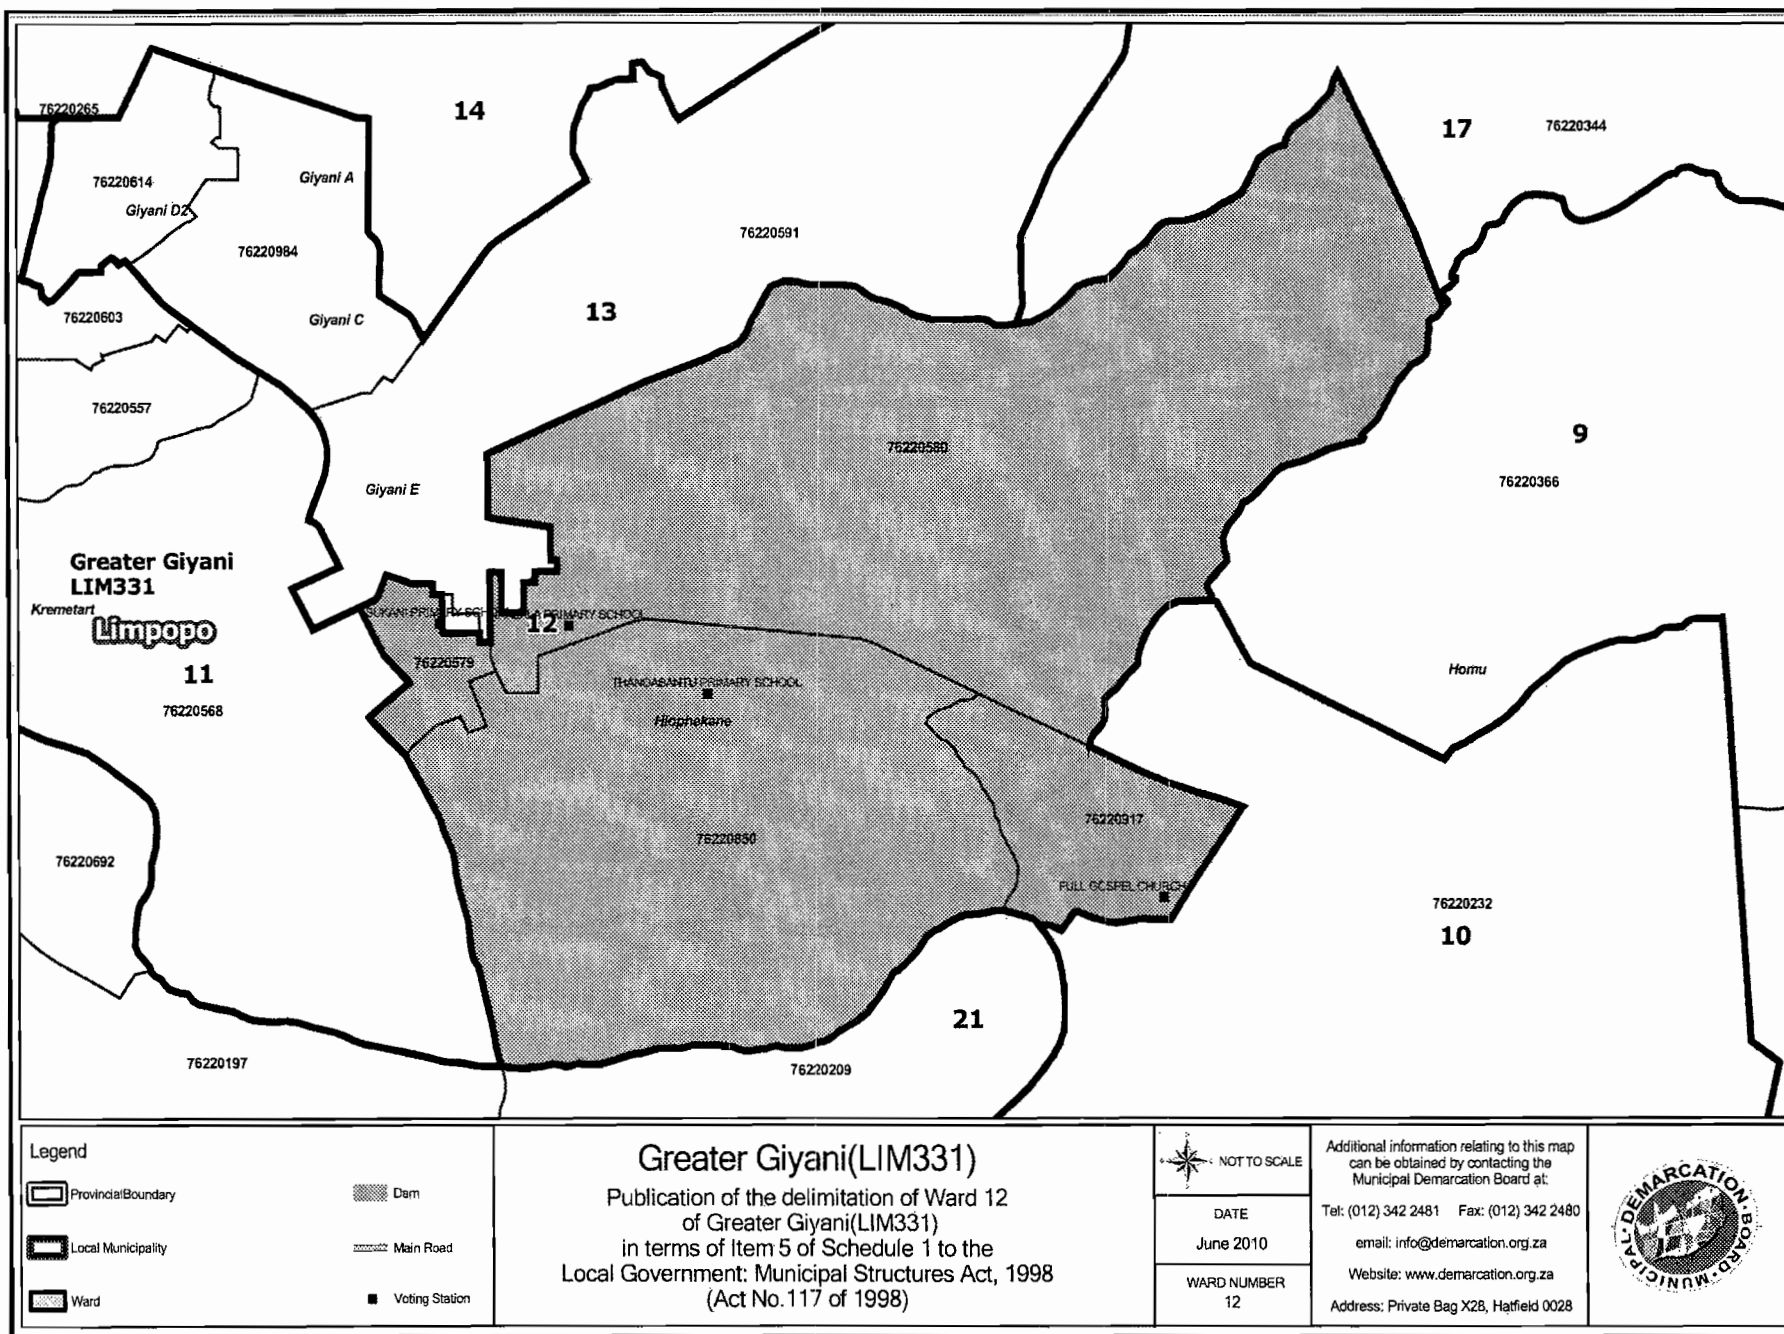 76220265
14
17
76220344
76220614
Giyani A
Giyani D2
76220984
76220591
76220603
Giyani C
13
76220557
76220580
9
76220366
Giyani E
Greater Giyani
LIM331
Kremetart
Limpopo
PRIMARY SCHOOL
12
11
76220579
76220568
THANDABANTU PRIMARY SCHOOL
Hlophekane
Homu
76220917
76220850
76220692
FULL GOSPEL CHURCH
76220232
10
21
76220197
76220209
Legend
ProvincialBoundary
Dam
Local Municipality
Main Road
Ward
Voting Station
Greater Giyani(LIM331)
Publication of the delimitation of Ward 12
of Greater Giyani(LIM331)
in terms of Item 5 of Schedule 1 to the
Local Government: Municipal Structures Act, 1998
(Act No.117 of 1998)
NOT TO SCALE
DATE
June 2010
WARD NUMBER
12
Additional information relating to this map
can be obtained by contacting the
Municipal Demarcation Board at:
Tel: (012) 342 2481 Fax: (012) 342 2480
email: info@demarcation.org.za
Website: www.demarcation.org.za
Address: Private Bag X28, Hatfield 0028
MUNICIPAL DEMARCATION BOARD